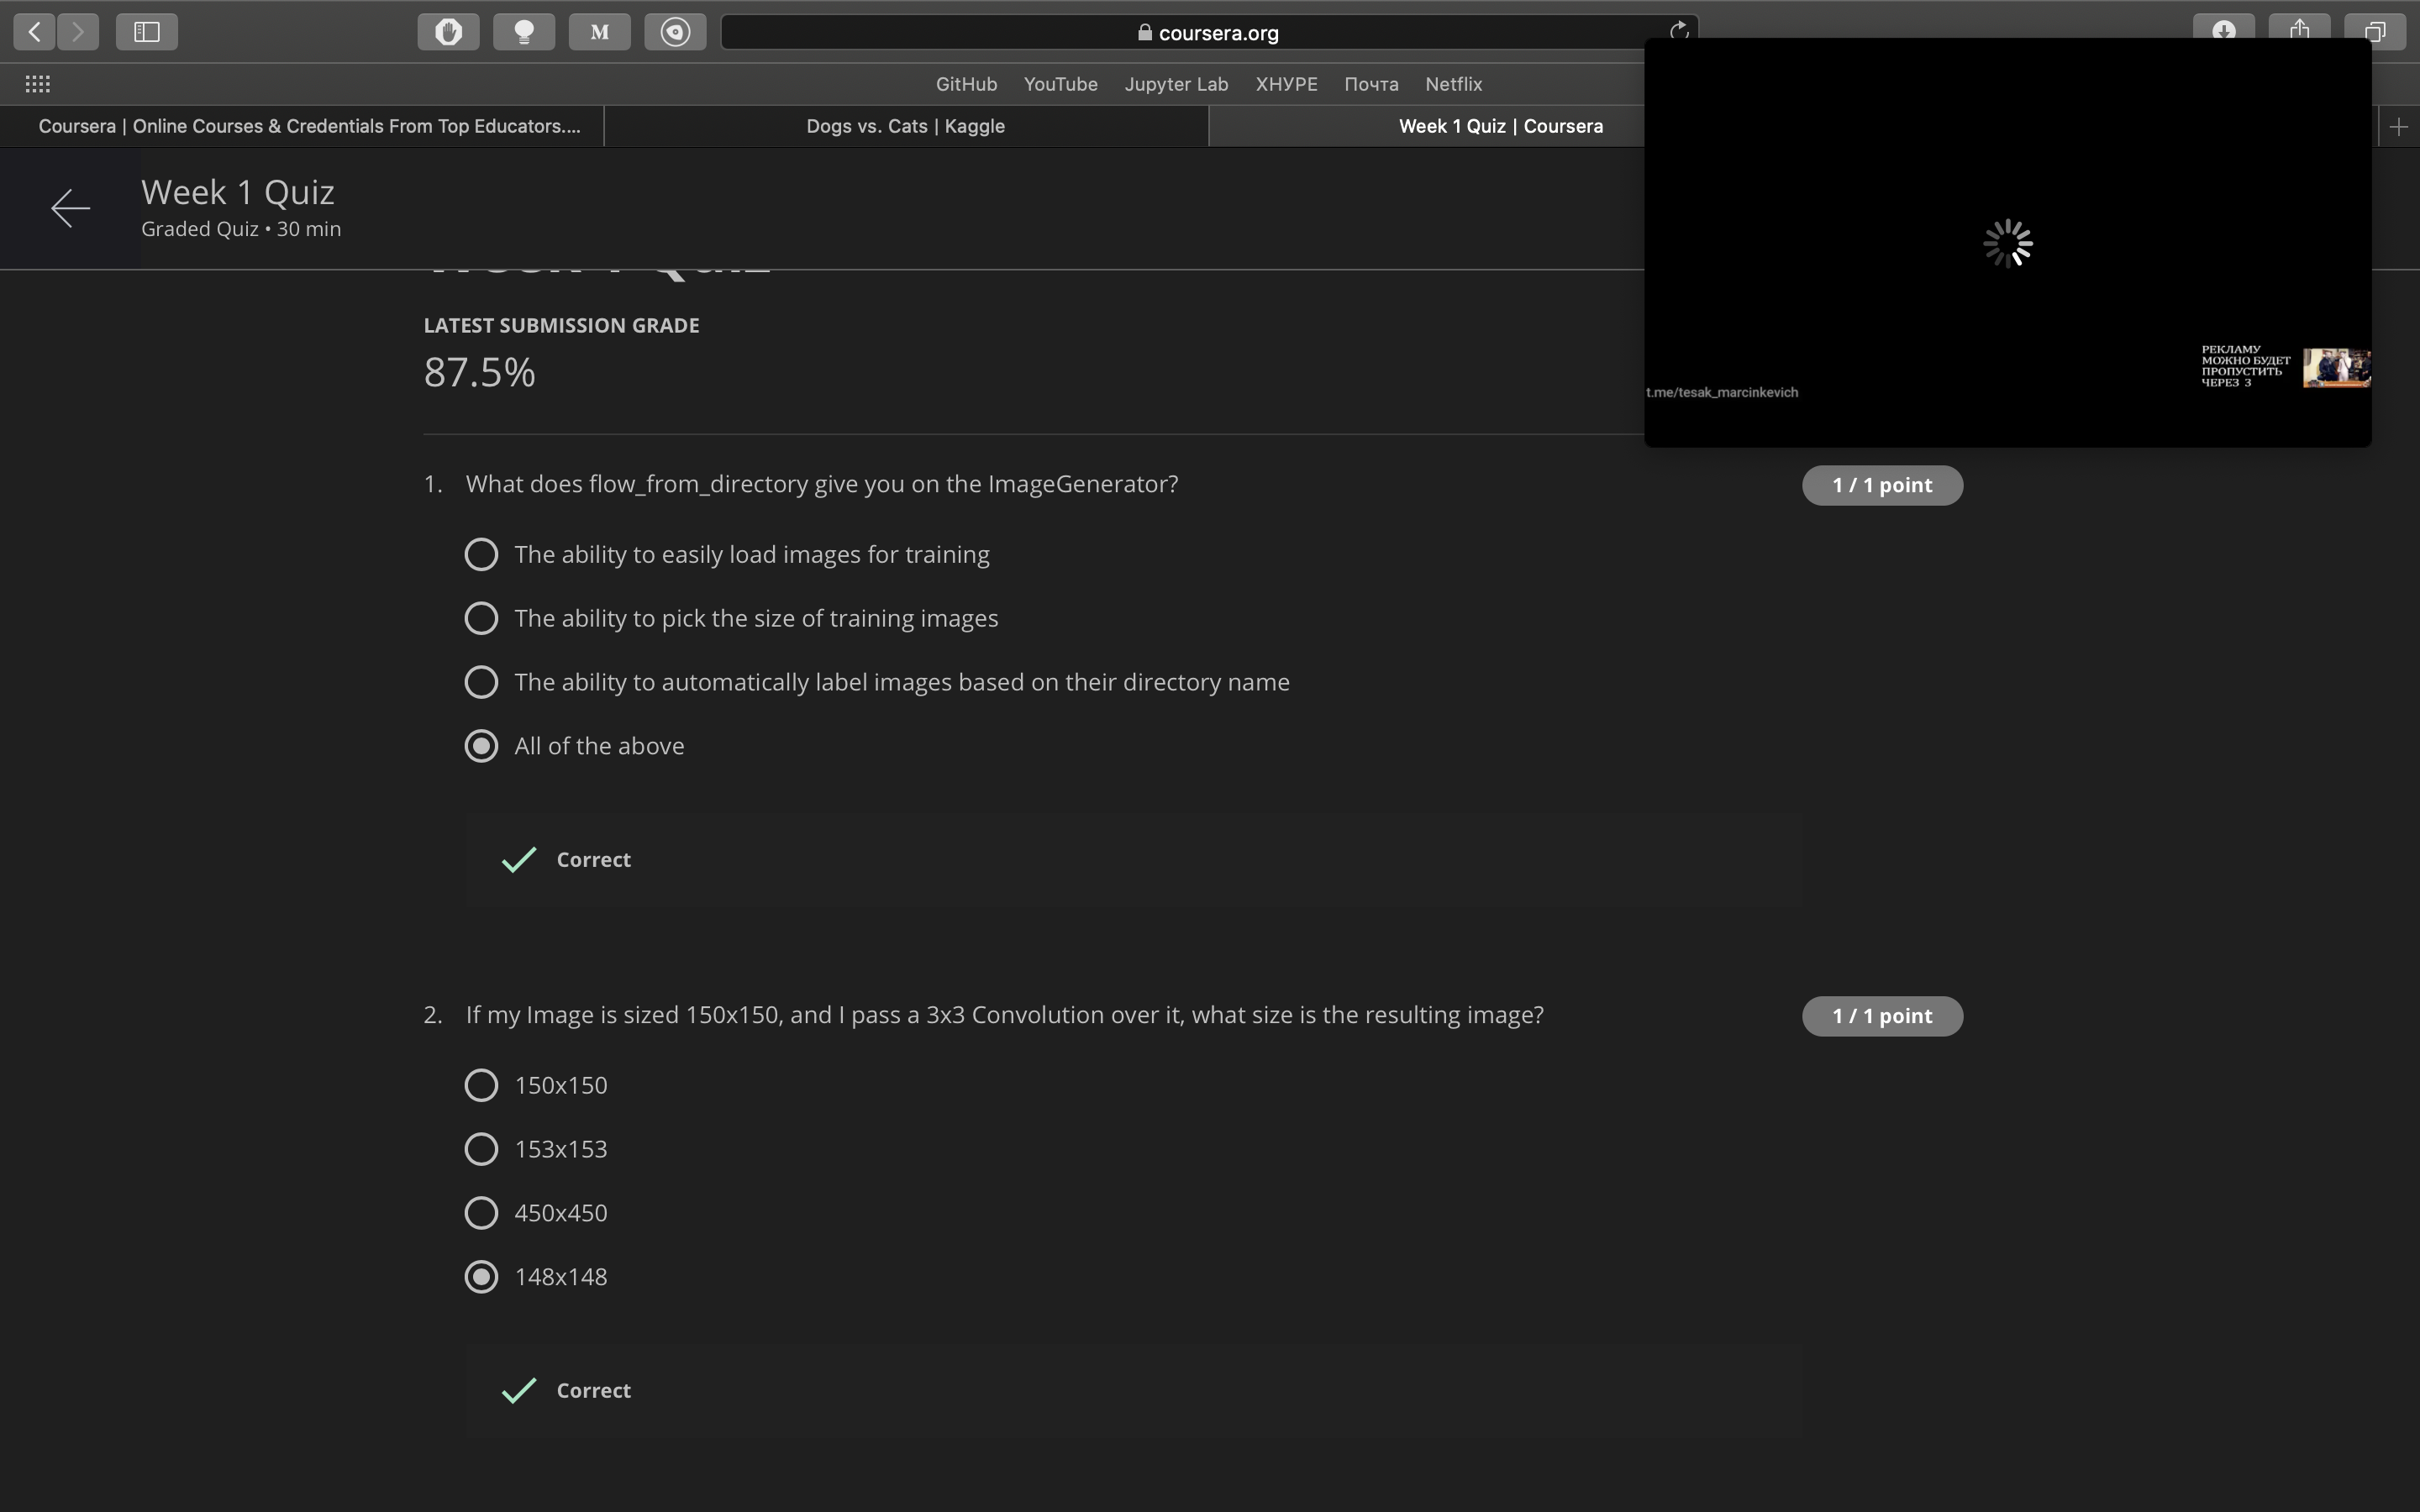 M
coursera.org
GitHub YouTube Jupyter Lab ХНУРЕ Почта Netflix
Coursera | Online Courses & Credentials From Top Educators....
Dogs vs. Cats | Kaggle
Week 1 Quiz | Coursera
Week 1 Quiz
Graded Quiz • 30 min
LATEST SUBMISSION GRADE
87.5%
РЕКЛАМУ
МОЖНО БУДЕТ
ПРОПУСТИТЬ
ЧЕРЕЗ 3
t.me/tesak_marcinkevich
1. What does flow_from_directory give you on the ImageGenerator?
1 / 1 point
The ability to easily load images for training
The ability to pick the size of training images
The ability to automatically label images based on their directory name
All of the above
Correct
2. If my Image is sized 150x150, and I pass a 3x3 Convolution over it, what size is the resulting image?
1 / 1 point
150x150
153x153
450x450
148x148
Correct